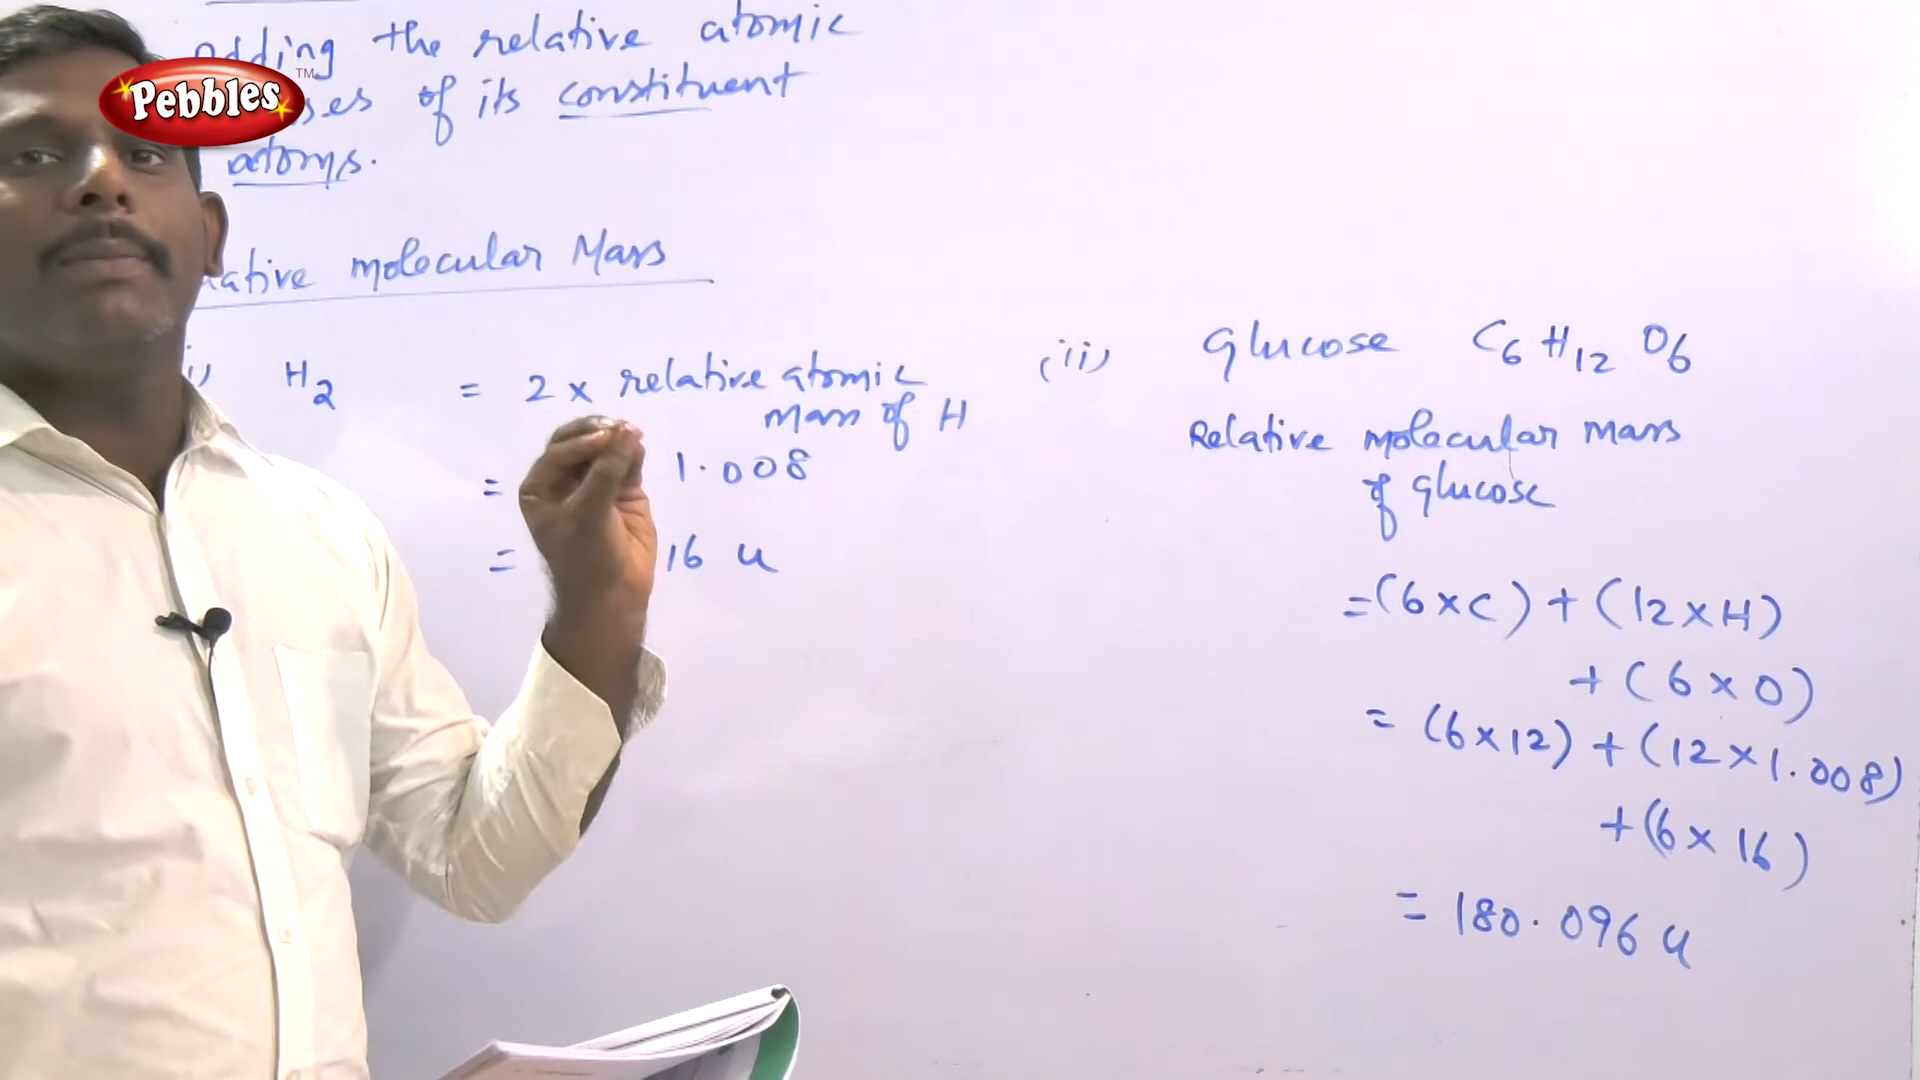 adding the relative atomic
Pebbles TM
of its constituent
atoms.
molecular Mass
H2 = 2 x relative atomic
mass of H
= 1.008
= 16 u
(ii) Glucose C6 H12 O6
Relative molecular mass
of glucose
= (6 x C) + (12 x H)
+ (6 x O)
= (6 x 12) + (12 x 1.008)
+ (6 x 16)
= 180.096 u